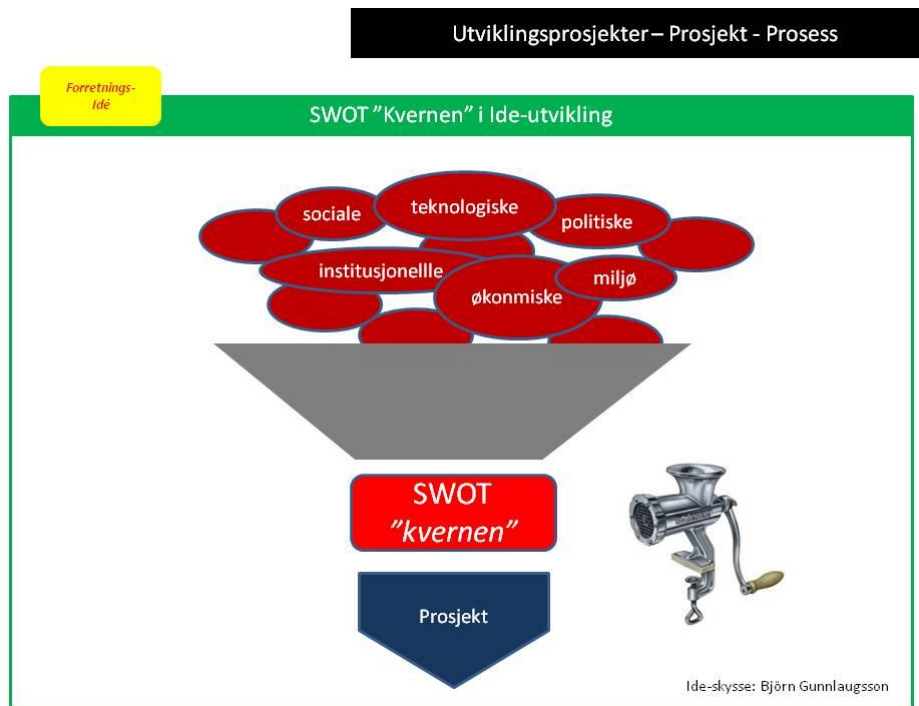 Utviklingsprosjekter – Prosjekt - Prosess
Forretnings-
Idé
SWOT "Kvernen" i Ide-utvikling
sociale
teknologiske
politiske
institusjonellle
økonmiske
miljø
SWOT
"kvernen"
Prosjekt
Ide-skysse: Björn Gunnlaugsson